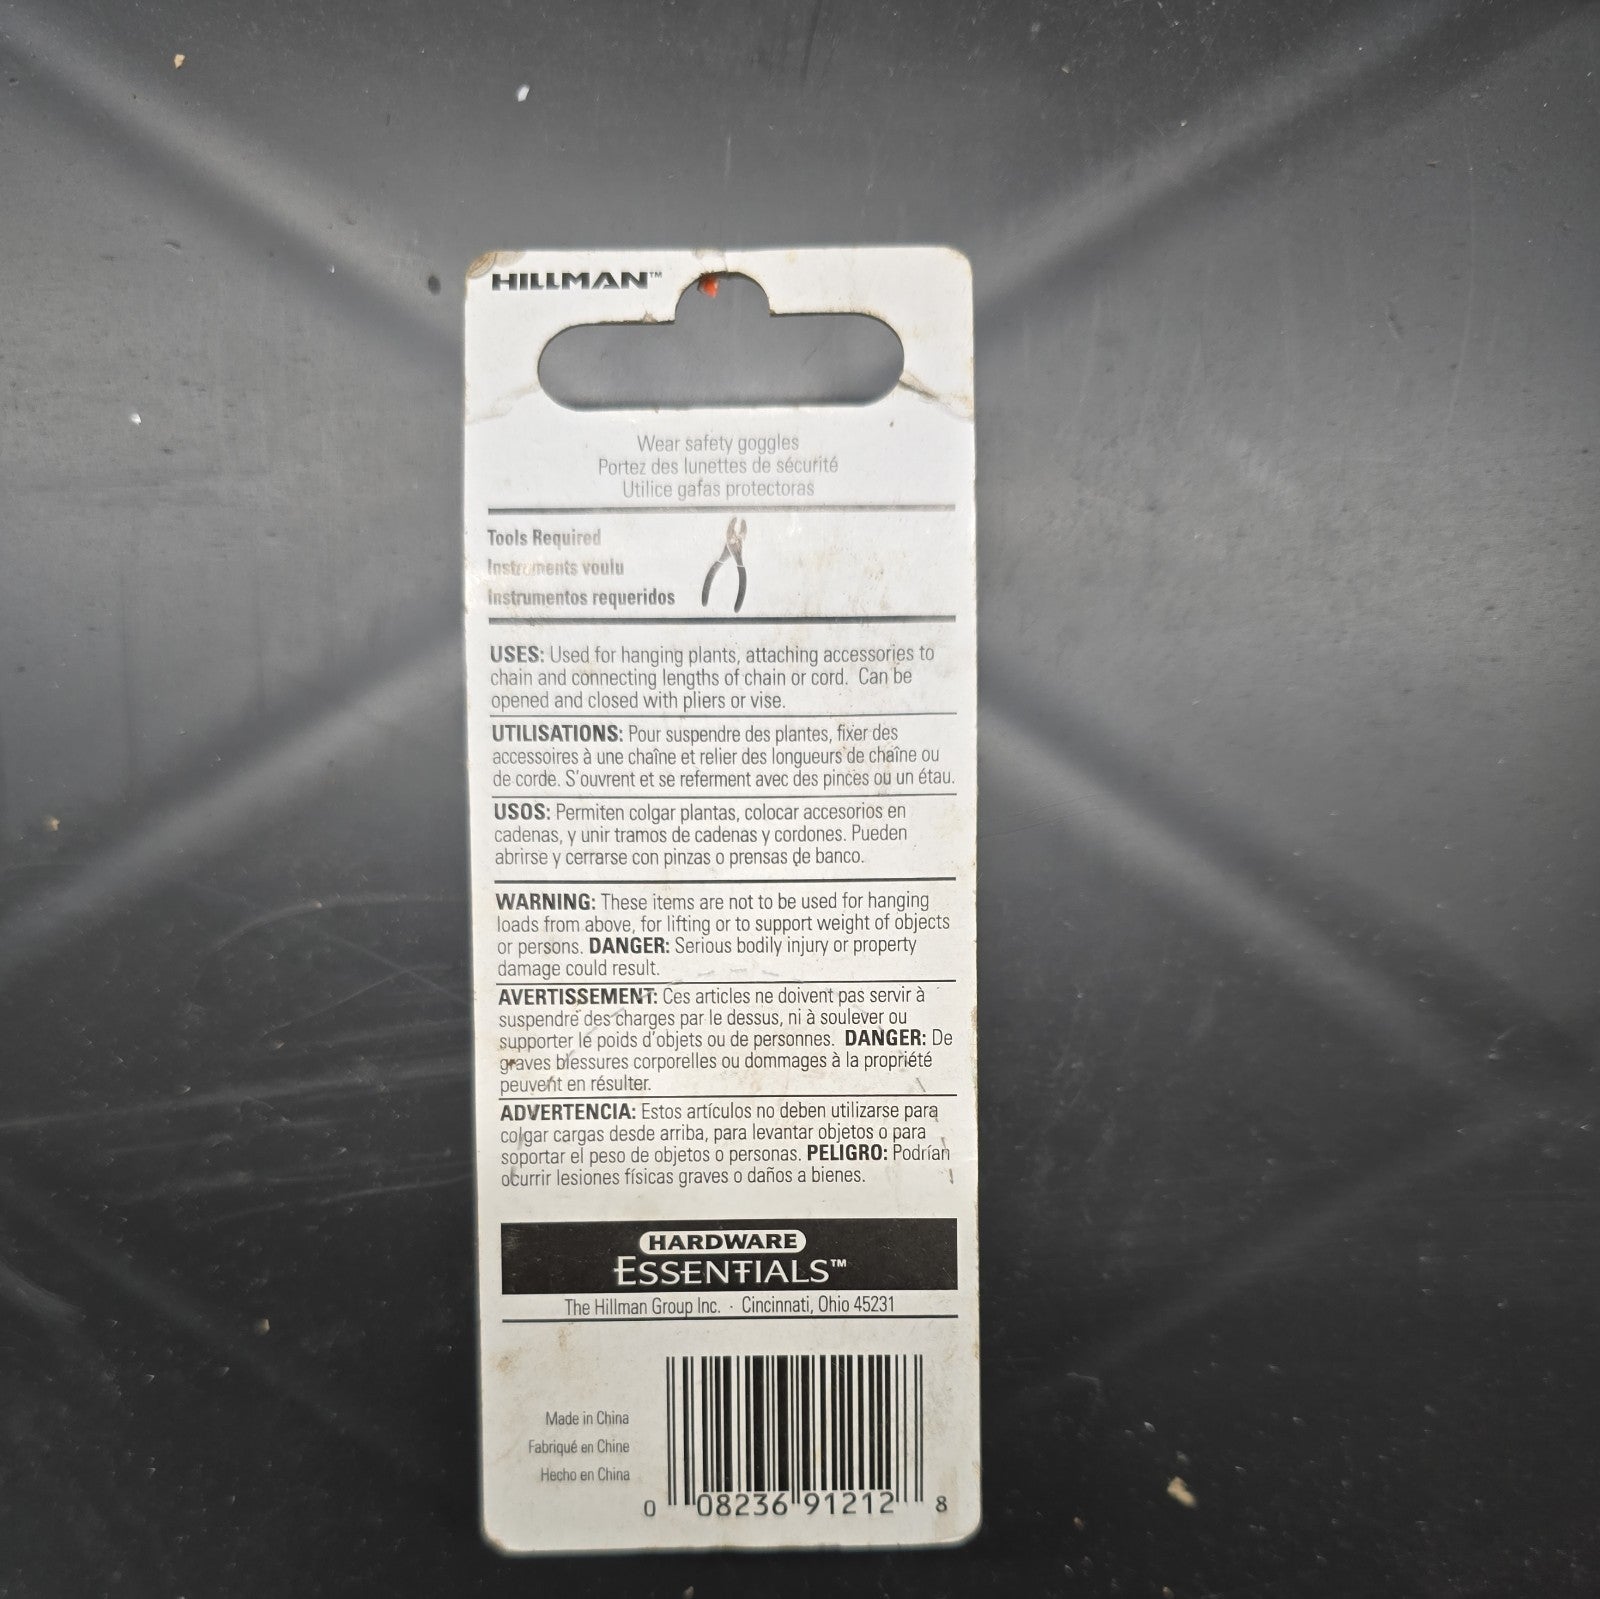 HILLMAN™
Wear safety goggles
Portez des lunettes de sécurité
Utilice gafas protectoras
Tools Required
Instruments voulu
Instrumentos requeridos
USES: Used for hanging plants, attaching accessories to
chain and connecting lengths of chain or cord. Can be
opened and closed with pliers or vise.
UTILISATIONS: Pour suspendre des plantes, fixer des
accessoires à une chaîne et relier des longueurs de chaîne ou
de corde. S'ouvrent et se referment avec des pinces ou un étau.
USOS: Permiten colgar plantas, colocar accesorios en
cadenas, y unir tramos de cadenas y cordones. Pueden
abrirse y cerrarse con pinzas o prensas de banco.
WARNING: These items are not to be used for hanging
loads from above, for lifting or to support weight of objects
or persons. DANGER: Serious bodily injury or property
damage could result.
AVERTISSEMENT: Ces articles ne doivent pas servir à
suspendre des charges par le dessus, ni à soulever ou
supporter le poids d'objets ou de personnes. DANGER: De
graves blessures corporelles ou dommages à la propriété
peuvent en résulter.
ADVERTENCIA: Estos artículos no deben utilizarse para
colgar cargas desde arriba, para levantar objetos o para
soportar el peso de objetos o personas. PELIGRO: Podrían
ocurrir lesiones físicas graves o daños a bienes.
HARDWARE
ESSENTIALS™
The Hillman Group Inc. · Cincinnati, Ohio 45231
Made in China
Fabriqué en Chine
Hecho en China
0 08236 91212 8